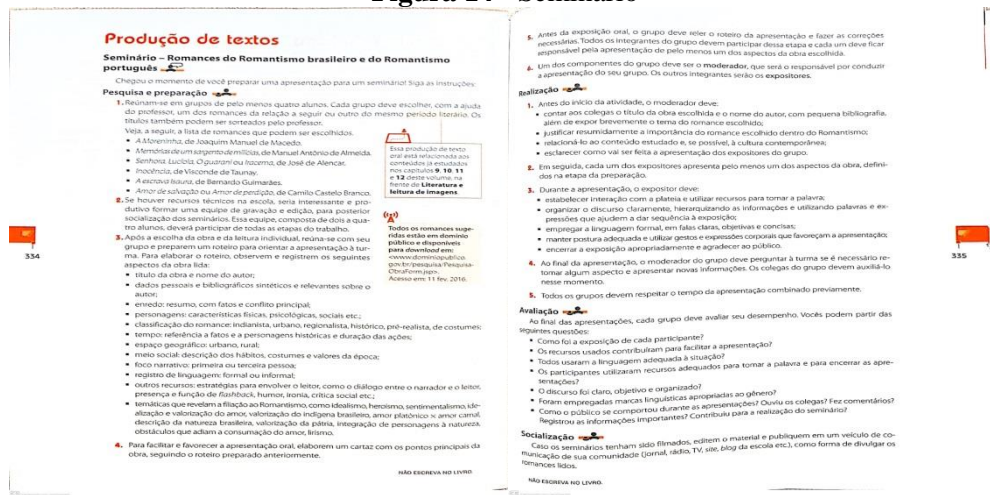 Figura 14 - Seminário
Produção de textos
Seminário – Romances do Romantismo brasileiro e do Romantismo
português
Chegou o momento de você preparar uma apresentação para um seminário! Siga as instruções.
Pesquisa e preparação
1. Reúnam-se em grupos de pelo menos quatro alunos. Cada grupo deve escolher, com a ajuda
do professor, um dos romances da relação a seguir ou outro do mesmo período literário. Os
títulos também podem ser sorteados pelo professor.
Veja, a seguir, a lista de romances que podem ser escolhidos.
• A Moreninha, de Joaquim Manuel de Macedo.
• Memórias de um sargento de milícias, de Manuel Antônio de Almeida.
• Senhora, Lucíola, O guarani ou Iracema, de José de Alencar.
• Inocência, de Visconde de Taunay.
• A escrava Isaura, de Bernardo Guimarães.
• Amor de salvação ou Amor de perdição, de Camilo Castelo Branco.
Essa produção de texto
oral está relacionada aos
conteúdos já estudados
nos capítulos 9, 10, 11
e 12 deste volume, na
frente de Literatura e
leitura de imagens.
2. Se houver recursos técnicos na escola, seria interessante e pro-
dutivo formar uma equipe de gravação e edição, para posterior
socialização dos seminários. Essa equipe, composta de dois a qua-
tro alunos, deverá participar de todas as etapas do trabalho.
3. Após a escolha da obra e da leitura individual, reúna-se com seu
grupo e preparem um roteiro para orientar a apresentação à tur-
ma. Para elaborar o roteiro, observem e registrem os seguintes
aspectos da obra lida:
Todos os romances suge-
ridos estão em domínio
público e disponíveis
para download em:
<www.dominiopublico.
gov.br/pesquisa/Pesquisa-
ObraForm.jsp>.
Acesso em: 11 fev. 2016.
• título da obra e nome do autor;
• dados pessoais e bibliográficos sintéticos e relevantes sobre o
autor;
• enredo: resumo, com fatos e conflito principal;
• personagens: características físicas, psicológicas, sociais etc.;
• classificação do romance: indianista, urbano, regionalista, histórico, pré-realista, de costumes;
• tempo: referência a fatos e a personagens históricas e duração das ações;
• espaço geográfico: urbano, rural;
• meio social: descrição dos hábitos, costumes e valores da época;
• foco narrativo: primeira ou terceira pessoa;
• registro de linguagem: formal ou informal;
• outros recursos: estratégias para envolver o leitor, como o diálogo entre o narrador e o leitor,
presença e função de flashback, humor, ironia, crítica social etc.;
• temáticas que revelam a filiação ao Romantismo, como idealismo, heroísmo, sentimentalismo, ide-
alização e valorização do amor, valorização do indígena brasileiro, amor platônico × amor carnal,
descrição da natureza brasileira, valorização da pátria, integração de personagens à natureza,
obstáculos que adiam a consagração do amor, lirismo.
4. Para facilitar e favorecer a apresentação oral, elaborem um cartaz com os pontos principais da
obra, seguindo o roteiro preparado anteriormente.
NÃO ESCREVA NO LIVRO.
334
5. Antes da exposição oral, o grupo deve reler o roteiro da apresentação e fazer as correções
necessárias. Todos os integrantes do grupo devem participar dessa etapa e cada um deve ficar
responsável pela apresentação de pelo menos um dos aspectos da obra escolhida.
6. Um dos componentes do grupo deve ser o moderador, que será o responsável por conduzir
a apresentação do seu grupo. Os outros integrantes serão os expositores.
Realização
1. Antes do início da atividade, o moderador deve:
• contar aos colegas o título da obra escolhida e o nome do autor, com pequena bibliografia,
além de expor brevemente o tema do romance escolhido;
• justificar resumidamente a importância do romance escolhido dentro do Romantismo;
• relacioná-lo ao conteúdo estudado e, se possível, à cultura contemporânea;
• esclarecer como vai ser feita a apresentação dos expositores do grupo.
2. Em seguida, cada um dos expositores apresenta pelo menos um dos aspectos da obra, defini-
dos na etapa da preparação.
3. Durante a apresentação, o expositor deve:
• estabelecer interação com a plateia e utilizar recursos para tomar a palavra;
• organizar o discurso claramente, hierarquizando as informações e utilizando palavras e ex-
pressões que ajudem a dar sequência à exposição;
• empregar a linguagem formal, em falas claras, objetivas e concisas;
• manter postura adequada e utilizar gestos e expressões corporais que favoreçam a apresentação;
• encerrar a exposição apropriadamente e agradecer ao público.
4. Ao final da apresentação, o moderador do grupo deve perguntar à turma se é necessário re-
tomar algum aspecto e apresentar novas informações. Os colegas do grupo devem auxiliá-lo
nesse momento.
5. Todos os grupos devem respeitar o tempo da apresentação combinado previamente.
Avaliação
Ao final das apresentações, cada grupo deve avaliar seu desempenho. Vocês podem partir das
seguintes questões:
• Como foi a exposição de cada participante?
• Os recursos usados contribuíram para facilitar a apresentação?
• Todos usaram a linguagem adequada à situação?
• Os participantes utilizaram recursos adequados para tomar a palavra e para encerrar as apre-
sentações?
• O discurso foi claro, objetivo e organizado?
• Foram empregadas marcas linguísticas apropriadas ao gênero?
• Como o público se comportou durante as apresentações? Ouviu os colegas? Fez comentários?
Registrou as informações importantes? Contribuiu para a realização do seminário?
Socialização
Caso os seminários tenham sido filmados, editem o material e publiquem em um veículo de co-
municação de sua comunidade (jornal, rádio, TV, site, blog da escola etc.), como forma de divulgar os
romances lidos.
NÃO ESCREVA NO LIVRO.
335